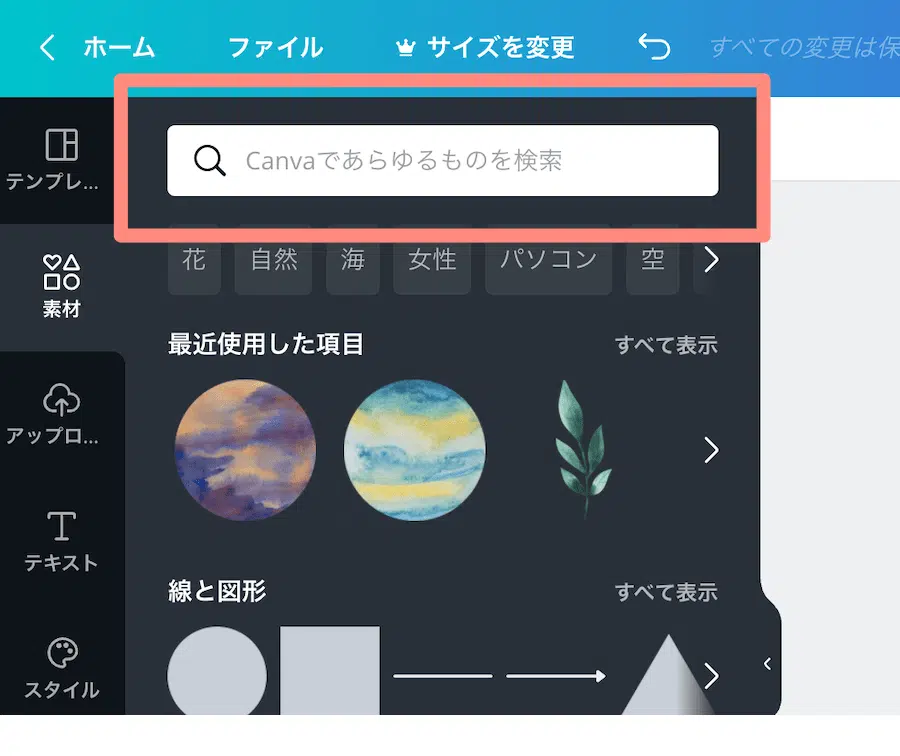 ホーム ファイル サイズを変更 すべての変更は保
Canvaであらゆるものを検索
テンプレ...
花 自然 海 女性 パソコン 空
素材
最近使用した項目 すべて表示
アップロ...
テキスト
線と図形 すべて表示
スタイル